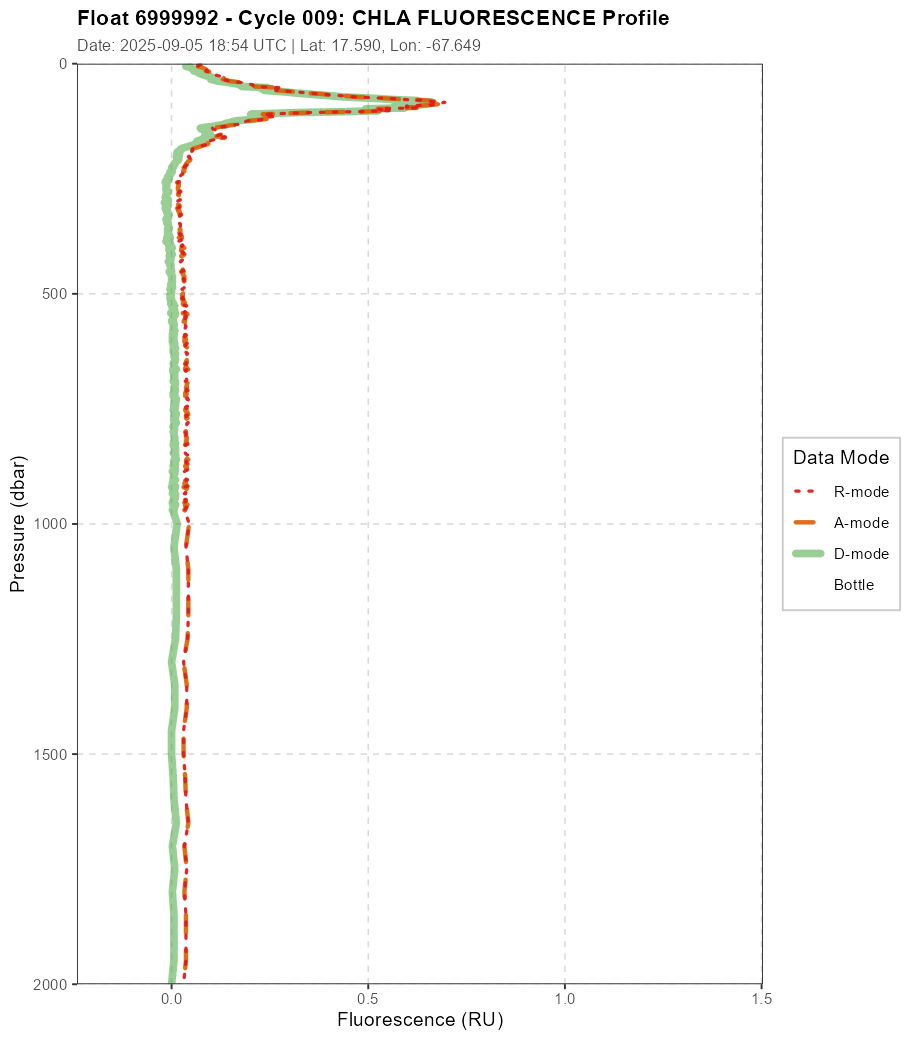 Float 6999992 - Cycle 009: CHLA FLUORESCENCE Profile
Date: 2025-09-05 18:54 UTC | Lat: 17.590, Lon: -67.649
0
500
1000
1500
2000
Pressure (dbar)
0.0
0.5
1.0
1.5
Fluorescence (RU)
Data Mode
R-mode
A-mode
D-mode
Bottle